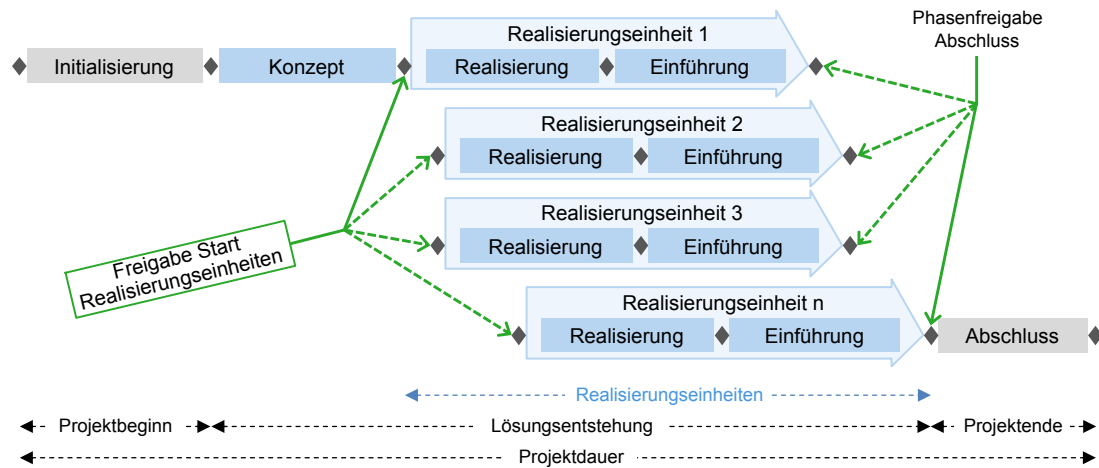 Realisierungseinheit 1
Phasenfreigabe
Abschluss
Initialisierung
Konzept
Realisierung
Einführung
Realisierungseinheit 2
Realisierung
Einführung
Realisierungseinheit 3
Realisierung
Einführung
Freigabe Start
Realisierungseinheiten
Realisierungseinheit n
Realisierung
Einführung
Abschluss
Realisierungseinheiten
Projektbeginn
Lösungsentstehung
Projektende
Projektdauer